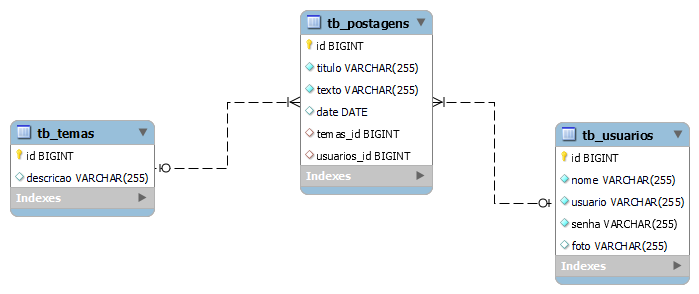 tb_postagens
id BIGINT
titulo VARCHAR(255)
texto VARCHAR(255)
date DATE
temas_id BIGINT
usuarios_id BIGINT
Indexes
tb_temas
id BIGINT
descricao VARCHAR(255)
Indexes
tb_usuarios
id BIGINT
nome VARCHAR(255)
usuario VARCHAR(255)
senha VARCHAR(255)
foto VARCHAR(255)
Indexes